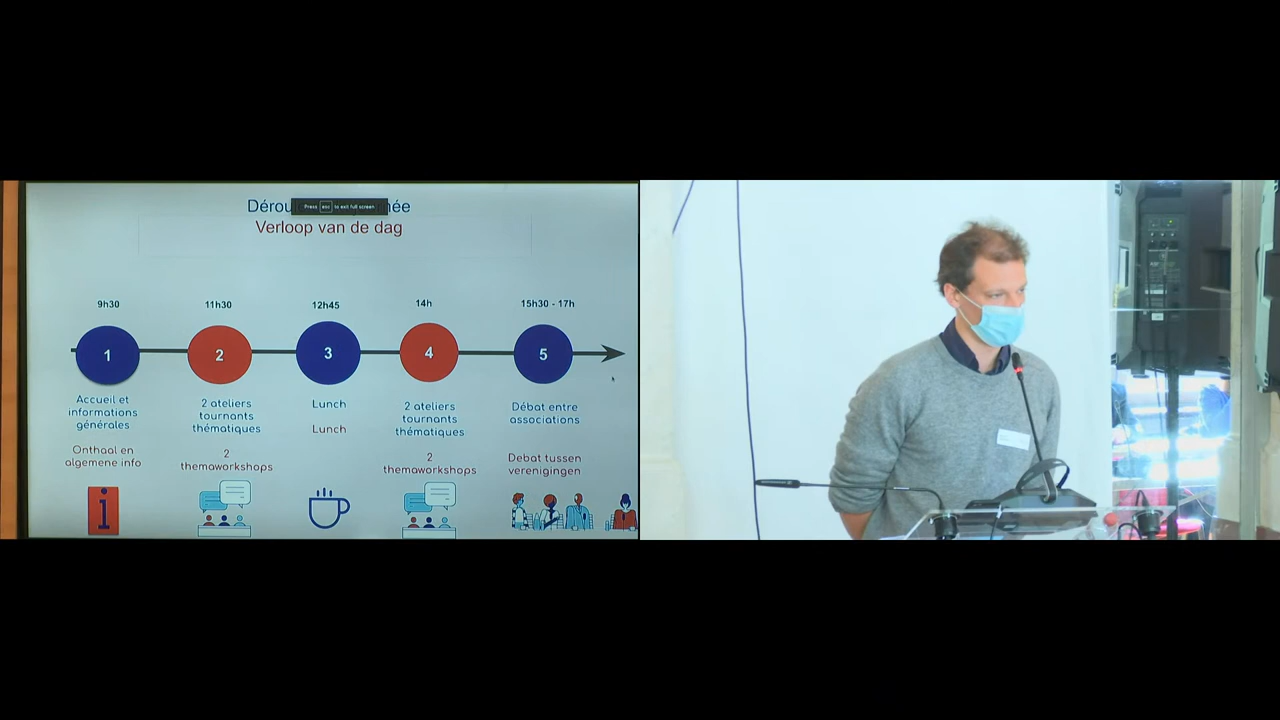 Press esc to exit full screen
Verloop van de dag
9h30
11h30
12h45
14h
15h30 - 17h
1
2
3
4
5
Accueil et
informations
générales
2 ateliers
tournants
thématiques
Lunch
2 ateliers
tournants
thématiques
Débat entre
associations
Onthaal en
algemene info
2
themaworkshops
Lunch
2
themaworkshops
Debat tussen
verenigingen
i